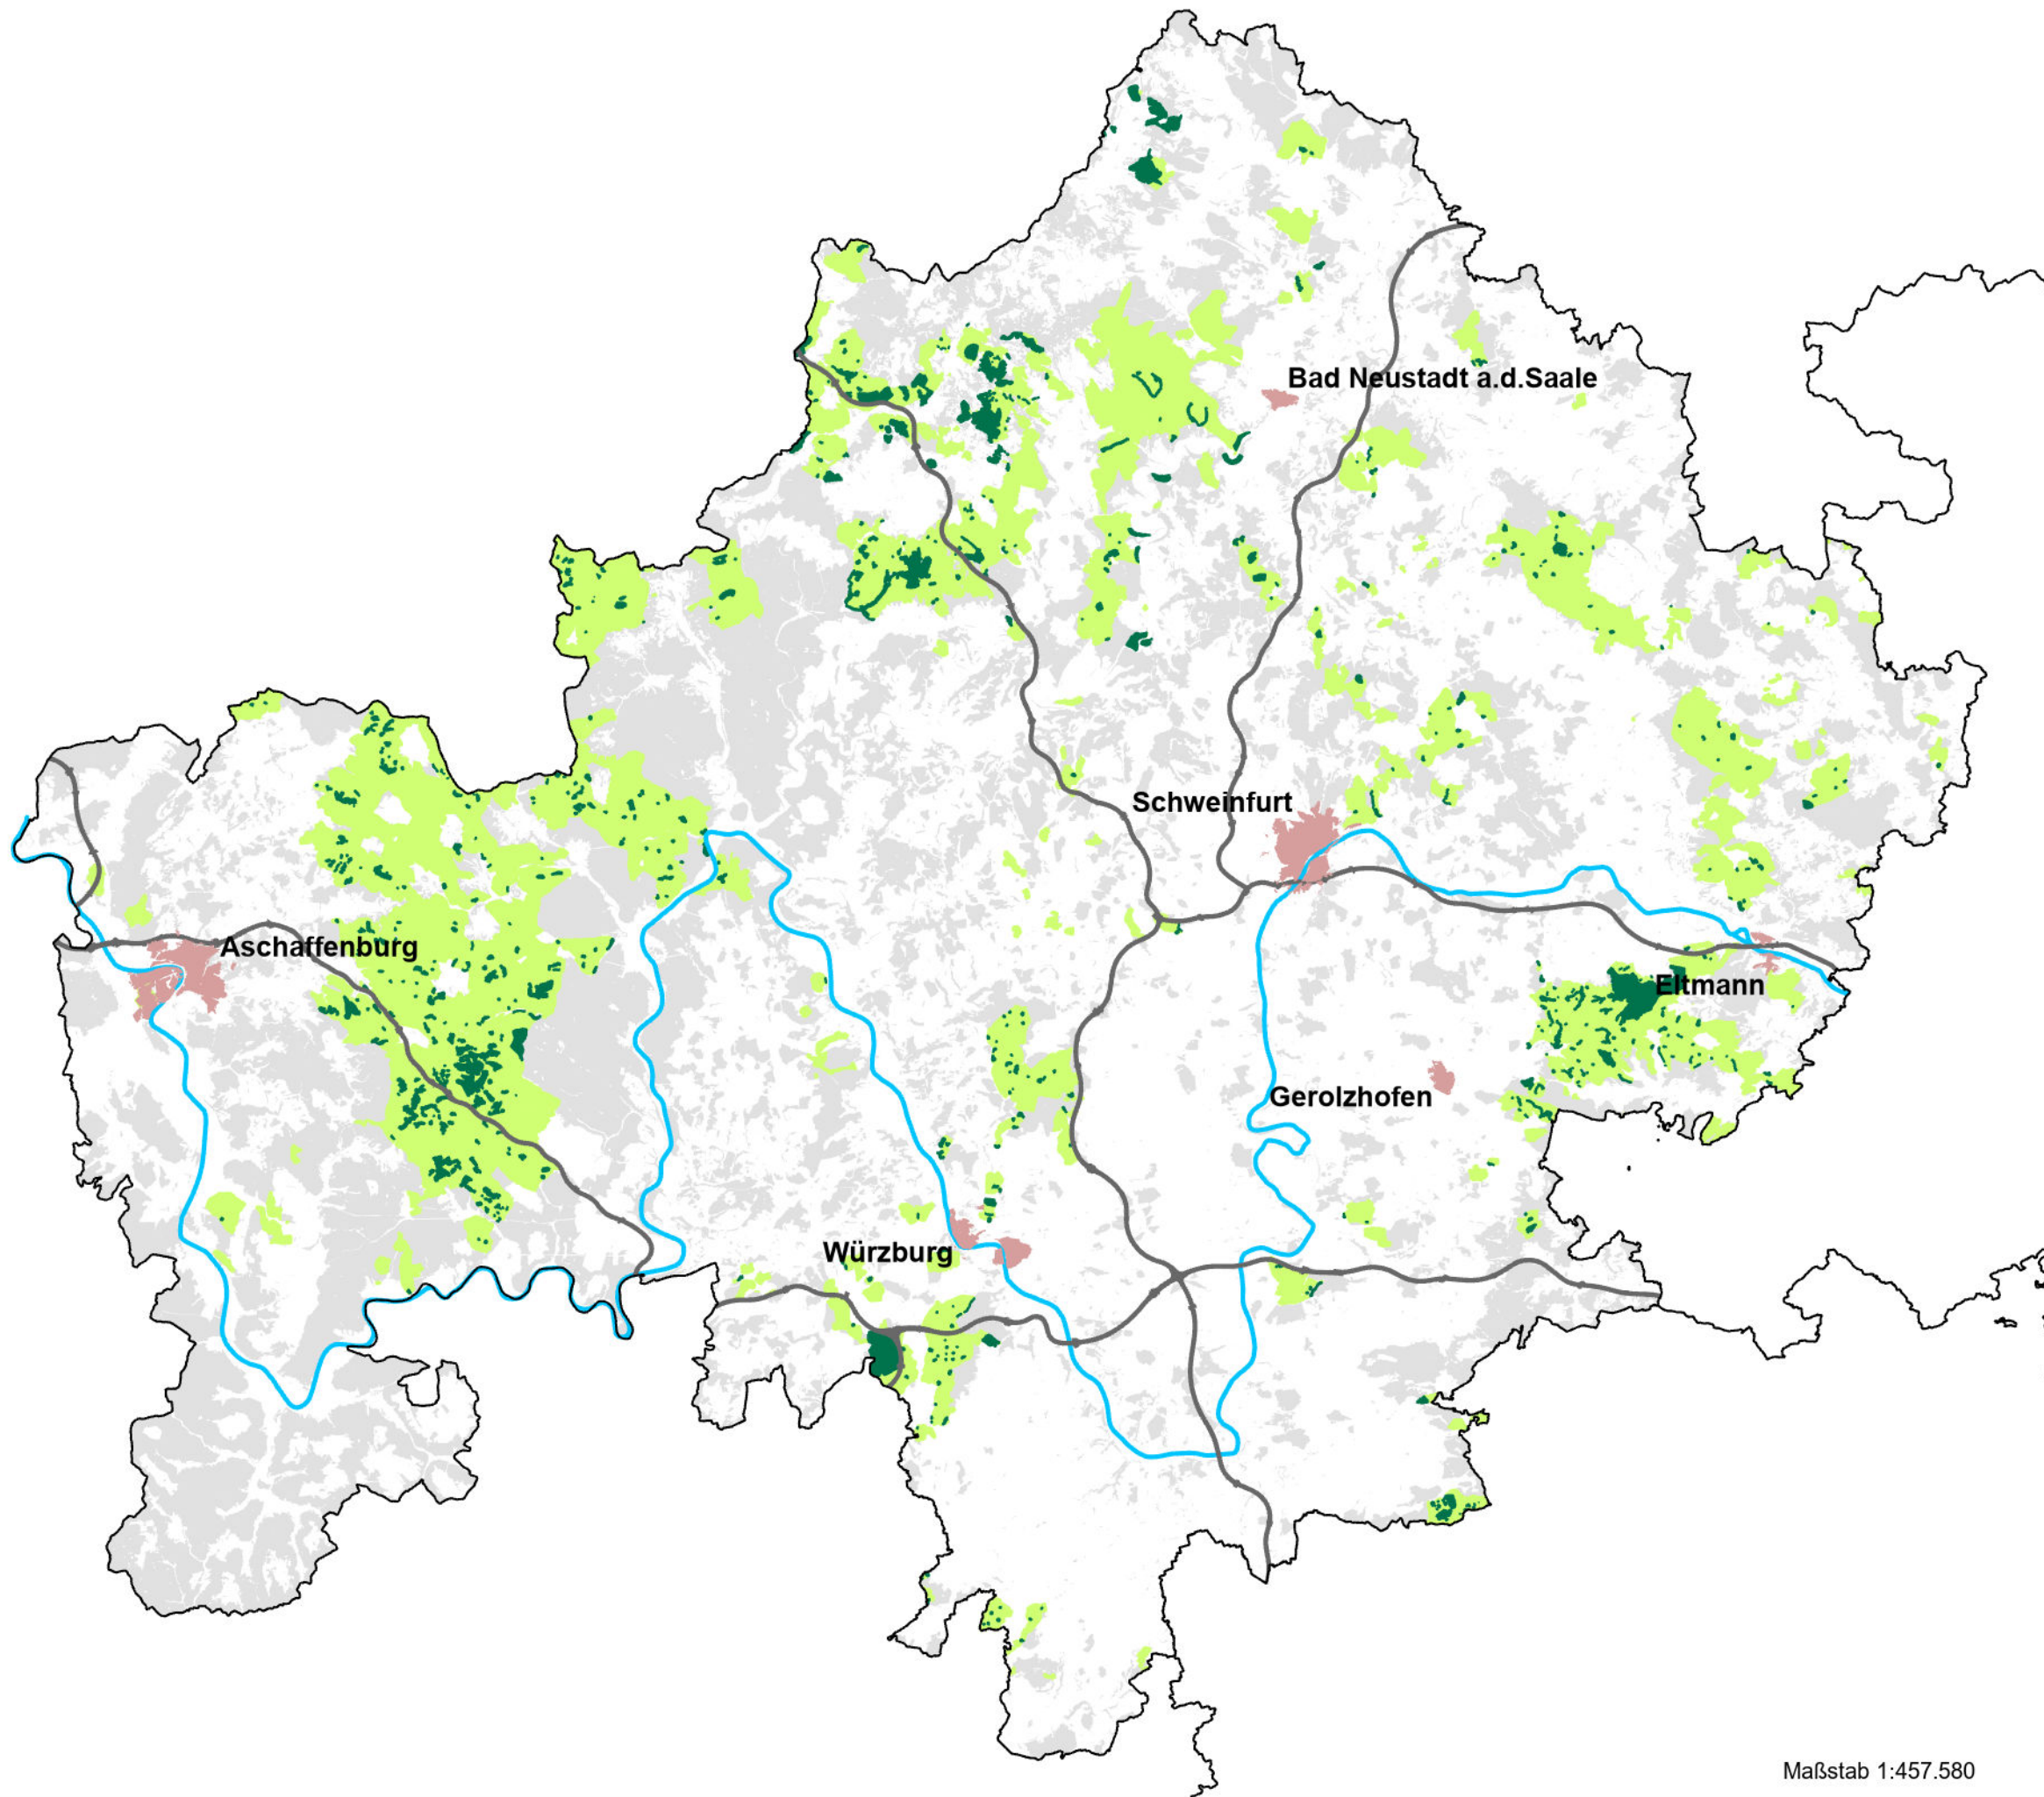 Bad Neustadt a.d.Saale
Schweinfurt
Aschaffenburg
Eltmann
Gerolzhofen
Würzburg
Maßstab 1:457.580